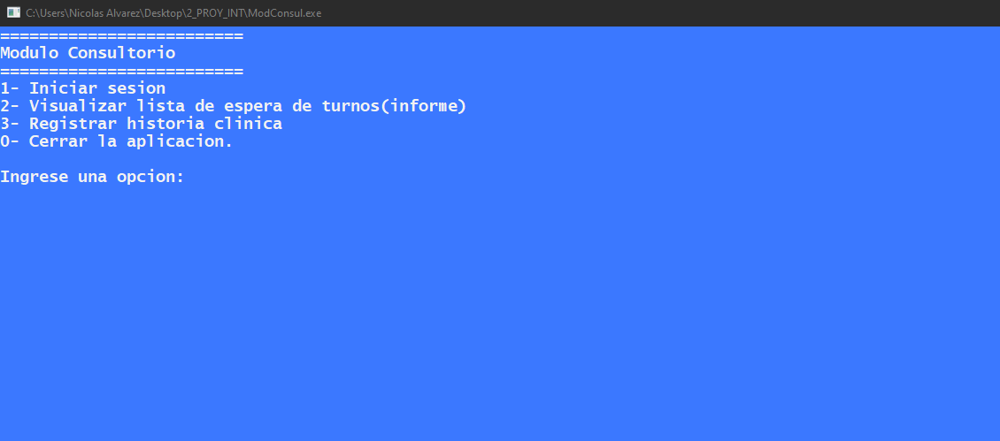 C:\Users\Nicolas Alvarez\Desktop\2_PROY_INT\ModConsul.exe
=========================
Modulo Consultorio
=========================
1- Iniciar sesion
2- Visualizar lista de espera de turnos(informe)
3- Registrar historia clinica
0- Cerrar la aplicacion.
Ingrese una opcion: